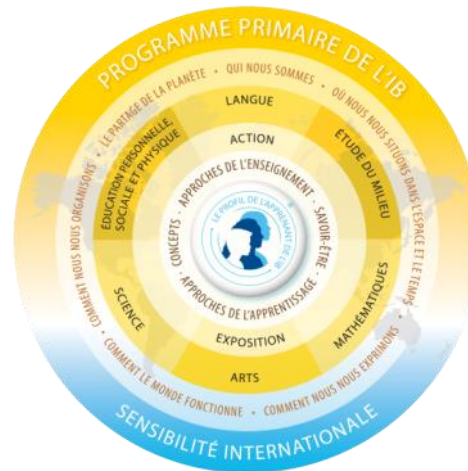 PROGRAMME PRIMAIRE DE L'IB
LE PARTAGE DE LA PLANÈTE • QUI NOUS SOMMES • OÙ NOUS NOUS SITUONS DANS L'ESPACE ET LE TEMPS
LANGUE
ÉDUCATION PERSONNELLE,
SOCIALE ET PHYSIQUE
ÉTUDE DU MILIEU
ACTION
APPROCHES DE L'ENSEIGNEMENT
CONCEPTS
SAVOIR-ÊTRE
LE PROFIL DE L'APPRENANT DE L'IB
®
APPROCHES DE L'APPRENTISSAGE
EXPOSITION
SCIENCE
MATHÉMATIQUES
ARTS
COMMENT NOUS NOUS ORGANISONS
COMMENT LE MONDE FONCTIONNE • COMMENT NOUS NOUS EXPRIMONS
SENSIBILITÉ INTERNATIONALE